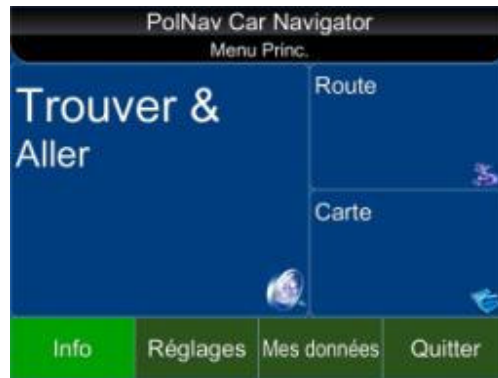 PolNav Car Navigator
Menu Princ.
Trouver &
Aller
Route
Carte
Info
Réglages
Mes données
Quitter